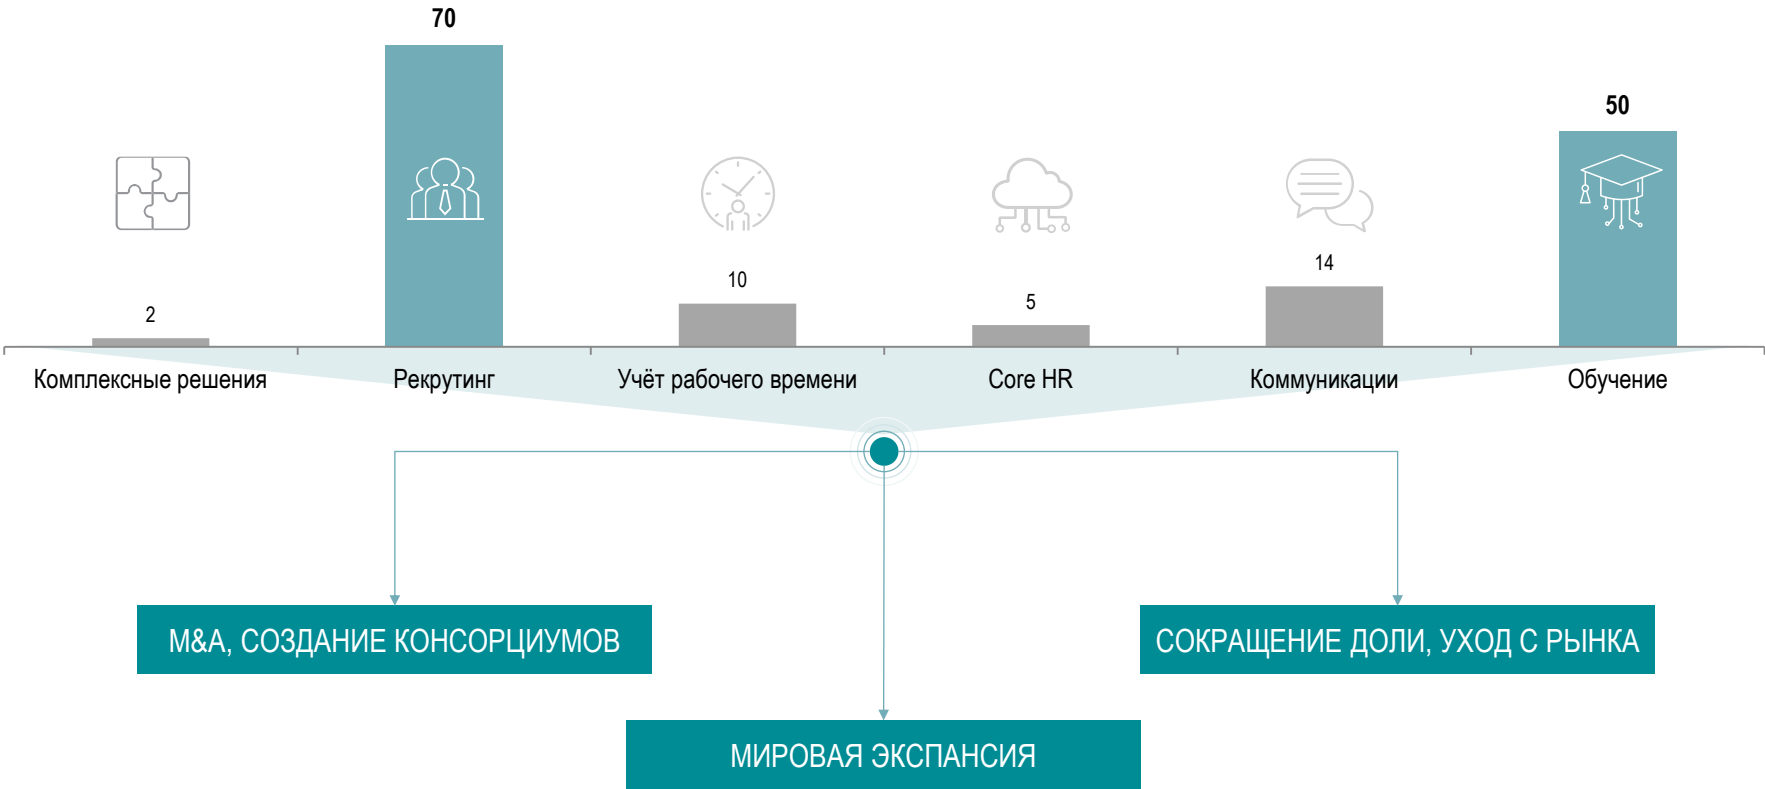 70
50
14
10
5
2
Комплексные решения
Рекрутинг
Учёт рабочего времени
Core HR
Коммуникации
Обучение
M&A, СОЗДАНИЕ КОНСОРЦИУМОВ
СОКРАЩЕНИЕ ДОЛИ, УХОД С РЫНКА
МИРОВАЯ ЭКСПАНСИЯ